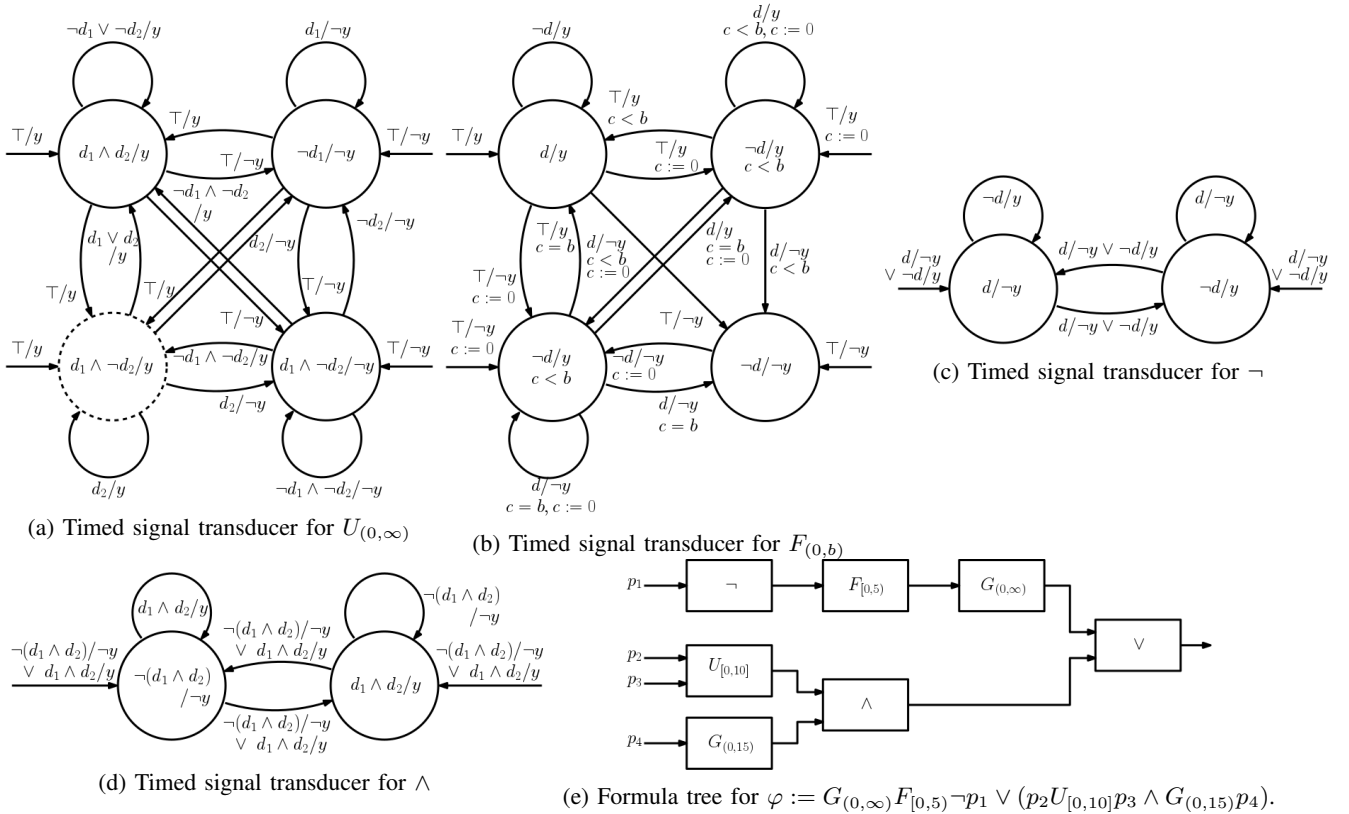 ¬d₁ ∨ ¬d₂/y
d₁/¬y
⊤/y
⊤/y
d₁ ∧ d₂/y
⊤/¬y
¬d₁/¬y
⊤/¬y
¬d₁ ∧ ¬d₂
/y
d₁ ∨ d₂
/y
d₂/¬y
¬d₂/¬y
⊤/y
⊤/y
⊤/¬y
⊤/¬y
⊤/y
d₁ ∧ ¬d₂/y
¬d₁ ∧ ¬d₂/y
d₁ ∧ ¬d₂/¬y
⊤/¬y
d₂/¬y
d₂/y
¬d₁ ∧ ¬d₂/¬y
(a) Timed signal transducer for U₍₀,∞₎
¬d/y
d/y
c < b, c := 0
⊤/y
c < b
⊤/y
d/y
⊤/y
c := 0
¬d/y
c < b
⊤/y
c := 0
⊤/y
c = b
d/¬y
c < b
c := 0
d/y
c = b
c := 0
d/¬y
c < b
⊤/¬y
c := 0
⊤/¬y
⊤/¬y
c := 0
¬d/y
c < b
¬d/¬y
c := 0
¬d/¬y
⊤/¬y
d/¬y
c = b
d/¬y
c = b, c := 0
(b) Timed signal transducer for F₍₀,b₎
¬d/y
d/¬y
d/¬y
∨ ¬d/y
d/¬y
d/¬y ∨ ¬d/y
¬d/y
d/¬y
∨ ¬d/y
d/¬y ∨ ¬d/y
(c) Timed signal transducer for ¬
d₁ ∧ d₂/y
¬(d₁ ∧ d₂)
/¬y
¬(d₁ ∧ d₂)/¬y
∨ d₁ ∧ d₂/y
¬(d₁ ∧ d₂)/¬y
∨ d₁ ∧ d₂/y
¬(d₁ ∧ d₂)/¬y
∨ d₁ ∧ d₂/y
¬(d₁ ∧ d₂)
/¬y
d₁ ∧ d₂/y
¬(d₁ ∧ d₂)/¬y
∨ d₁ ∧ d₂/y
(d) Timed signal transducer for ∧
p₁
¬
F[0,5)
G(0,∞)
∨
p₂
p₃
U[0,10]
∧
p₄
G(0,15)
(e) Formula tree for φ := G(0,∞)F[0,5)¬p₁ ∨ (p₂U[0,10]p₃ ∧ G(0,15)p₄).